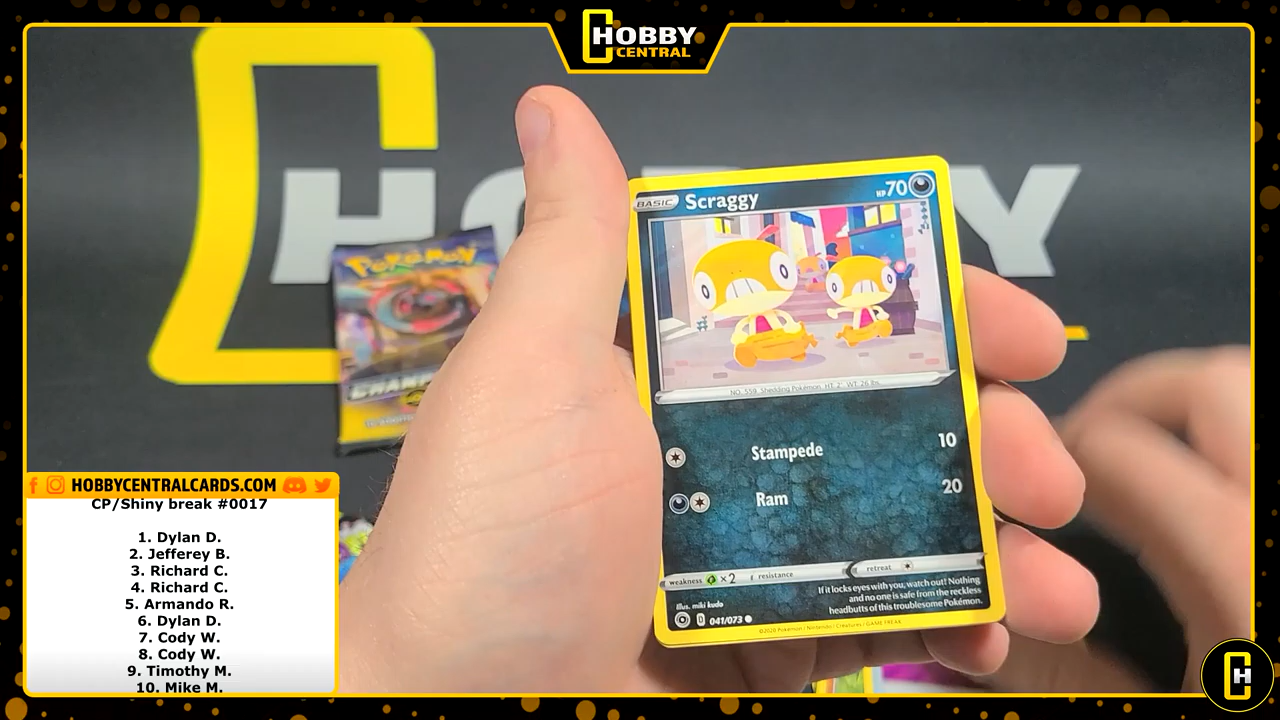 HOBBY
CENTRAL
H
Y
Pokémon
BASIC Scraggy HP 70
NO. 559 Shedding Pokémon HT: 2' WT: 26 lbs.
Stampede 10
Ram 20
weakness ×2 resistance retreat
If it locks eyes with you, watch out! Nothing
and no one is safe from the reckless
headbutts of this troublesome Pokémon.
Illus. miki kudo
D 041/073
©2020 Pokémon / Nintendo / Creatures / GAME FREAK
HOBBYCENTRALCARDS.COM
CP/Shiny break #0017
1. Dylan D.
2. Jefferey B.
3. Richard C.
4. Richard C.
5. Armando R.
6. Dylan D.
7. Cody W.
8. Cody W.
9. Timothy M.
10. Mike M.
H